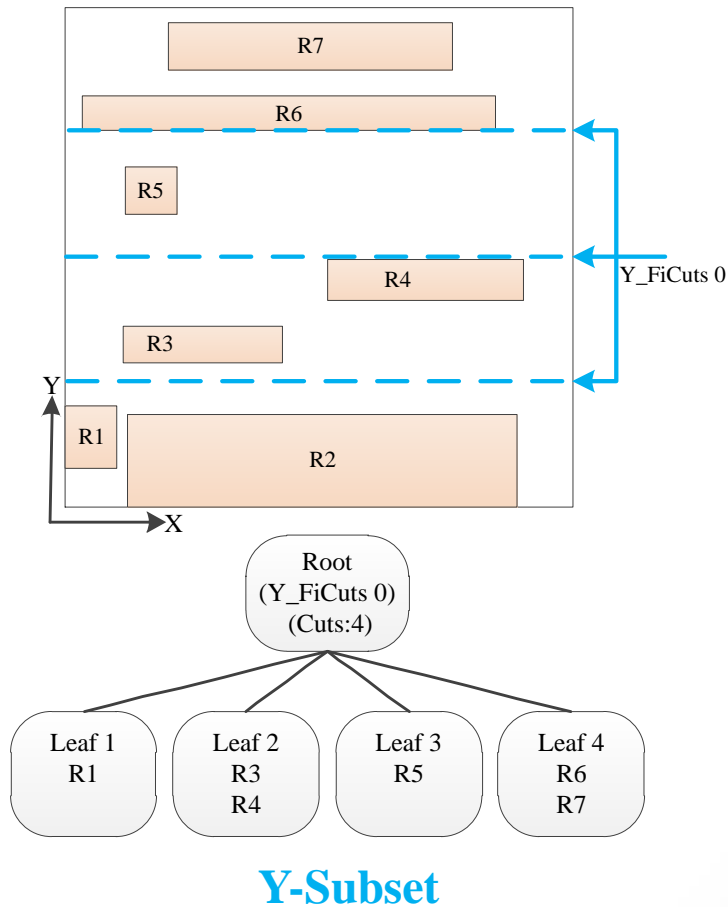 R7
R6
R5
Y_FiCuts 0
R4
R3
Y
R1
R2
X
Root
(Y_FiCuts 0)
(Cuts:4)
Leaf 1
R1
Leaf 2
R3
R4
Leaf 3
R5
Leaf 4
R6
R7
Y-Subset